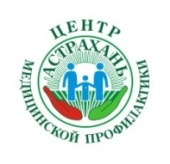 ЦЕНТР
МЕДИЦИНСКОЙ ПРОФИЛАКТИКИ
АСТРАХАНЬ